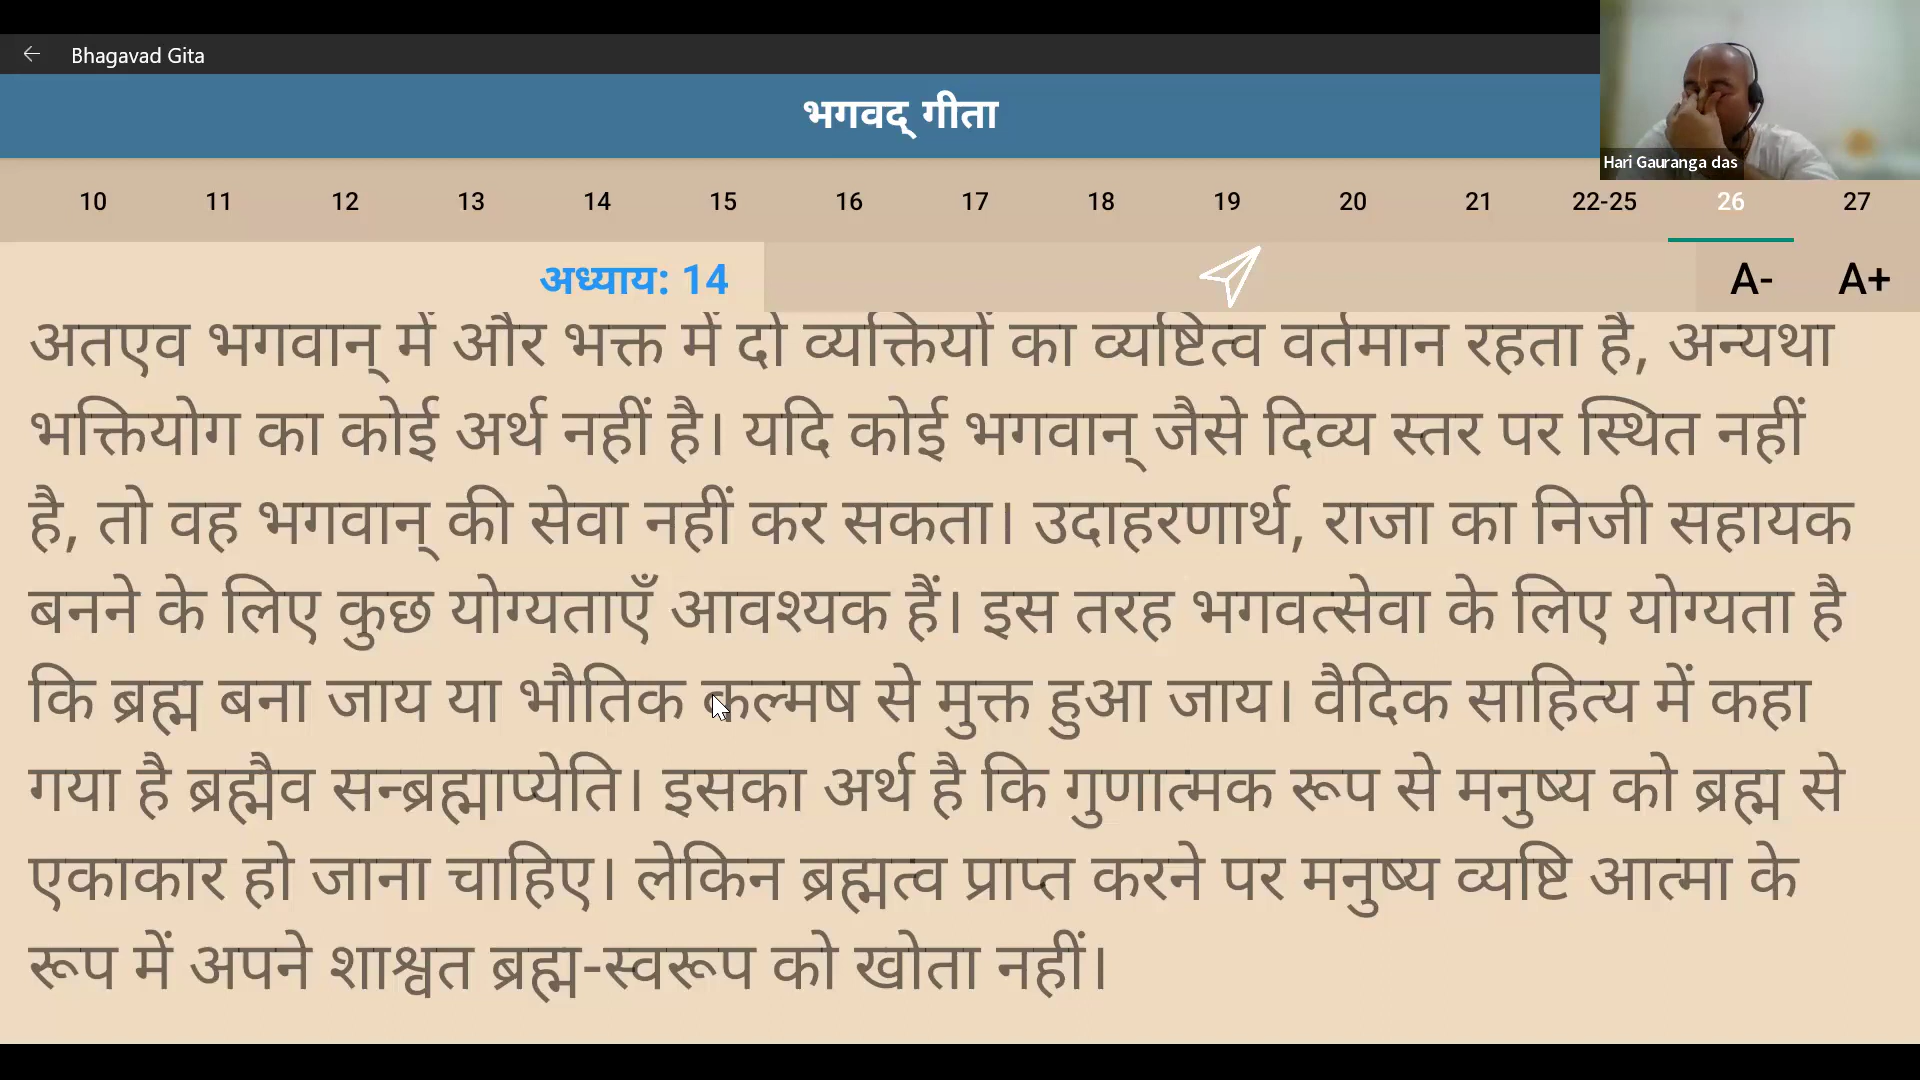 Bhagavad Gita
भगवद् गीता
Hari Gauranga das
10 11 12 13 14 15 16 17 18 19 20 21 22-25 26 27
अध्याय: 14 A- A+
अतएव भगवान् में और भक्त में दो व्यक्तियों का व्यष्टित्व वर्तमान रहता है, अन्यथा
भक्तियोग का कोई अर्थ नहीं है। यदि कोई भगवान् जैसे दिव्य स्तर पर स्थित नहीं
है, तो वह भगवान् की सेवा नहीं कर सकता। उदाहरणार्थ, राजा का निजी सहायक
बनने के लिए कुछ योग्यताएँ आवश्यक हैं। इस तरह भगवत्सेवा के लिए योग्यता है
कि ब्रह्म बना जाय या भौतिक कल्मष से मुक्त हुआ जाय। वैदिक साहित्य में कहा
गया है ब्रह्मैव सन्ब्रह्माप्येति। इसका अर्थ है कि गुणात्मक रूप से मनुष्य को ब्रह्म से
एकाकार हो जाना चाहिए। लेकिन ब्रह्मत्व प्राप्त करने पर मनुष्य व्यष्टि आत्मा के
रूप में अपने शाश्वत ब्रह्म-स्वरूप को खोता नहीं।